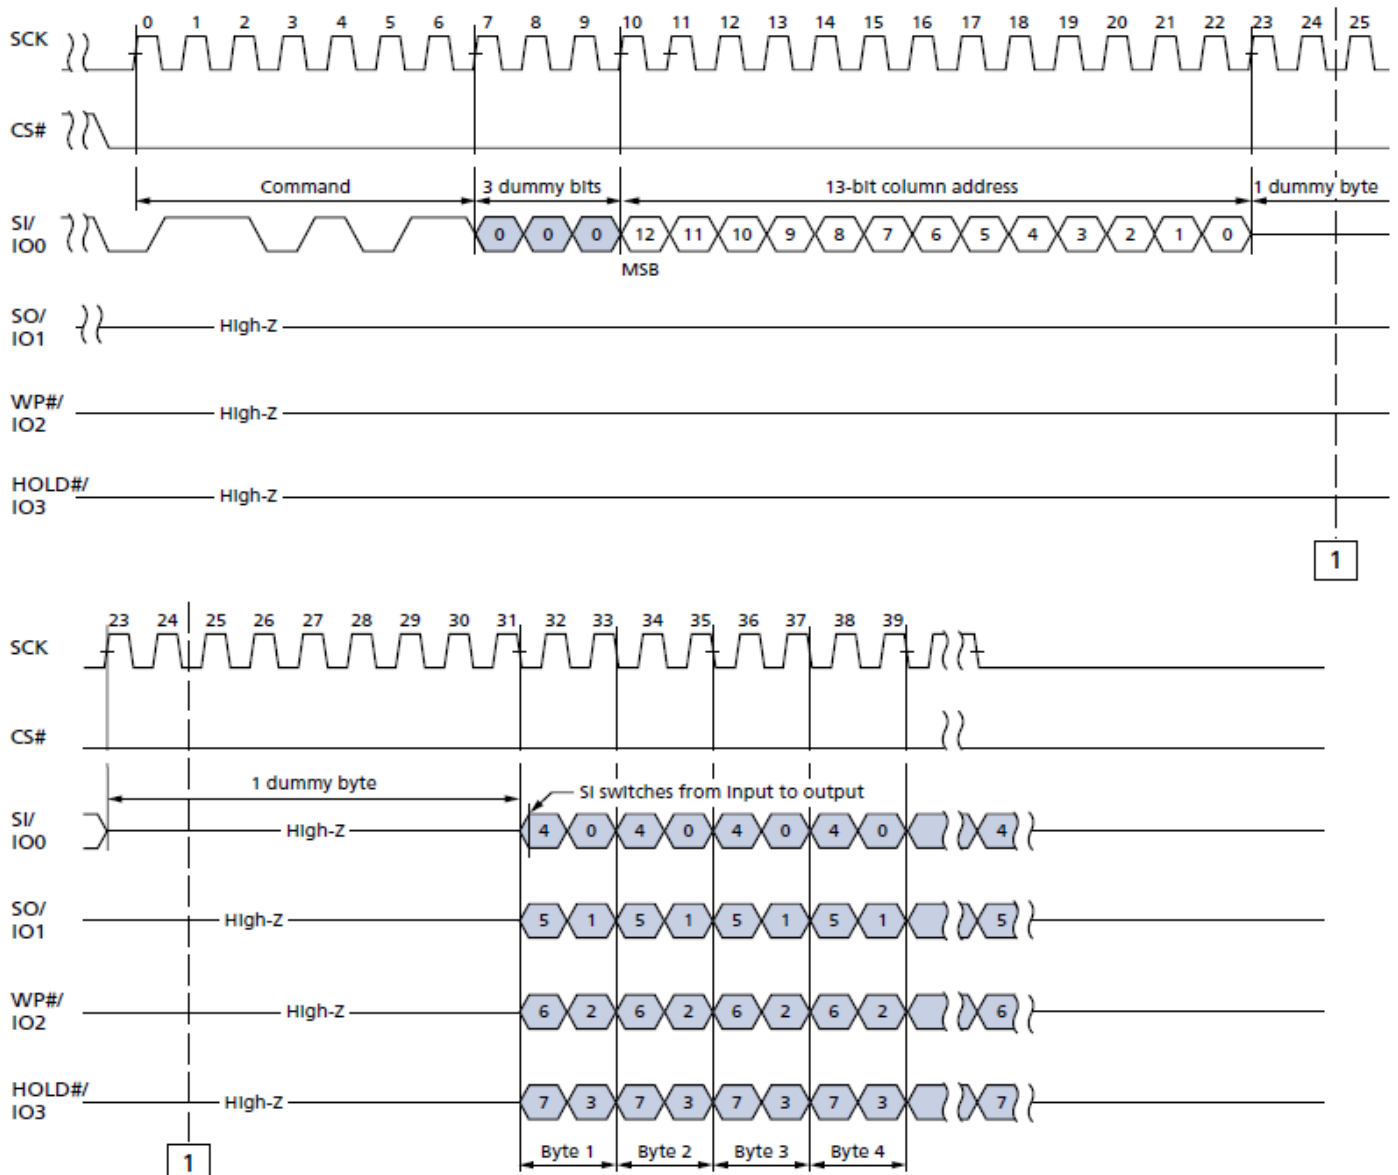 0 1 2 3 4 5 6 7 8 9 10 11 12 13 14 15 16 17 18 19 20 21 22 23 24 25
SCK
CS#
Command 3 dummy bits 13-bit column address 1 dummy byte
SI/
IO0
0 0 0 12 11 10 9 8 7 6 5 4 3 2 1 0
MSB
SO/
IO1
High-Z
WP#/
IO2
High-Z
HOLD#/
IO3
High-Z
1
23 24 25 26 27 28 29 30 31 32 33 34 35 36 37 38 39
SCK
CS#
1 dummy byte
SI switches from input to output
SI/
IO0
High-Z 4 0 4 0 4 0 4 0 4
SO/
IO1
High-Z 5 1 5 1 5 1 5 1 5
WP#/
IO2
High-Z 6 2 6 2 6 2 6 2 6
HOLD#/
IO3
High-Z 7 3 7 3 7 3 7 3 7
Byte 1 Byte 2 Byte 3 Byte 4
1